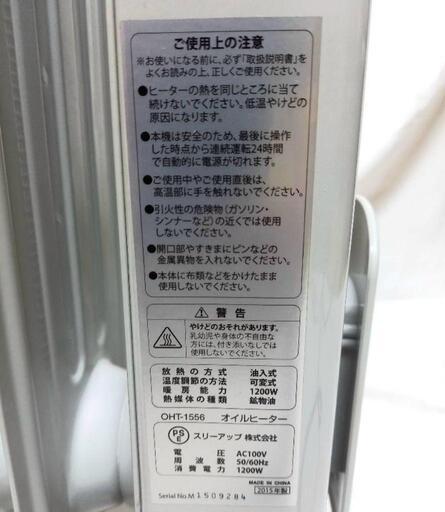 ご使用上の注意
※お使いになる前に、必ず「取扱説明書」を
よくお読みの上、正しくご使用ください。
●ヒーターの熱を同じところに当て
続けないでください。低温やけどの
原因になります。
●本機は安全のため、最後に操作
した時点から連続運転24時間
で自動的に電源が切れます。
●ご使用中やご使用直後は、
高温部に手を触れないでください。
●引火性の危険物（ガソリン・
シンナーなど）の近くでは使用
しないでください。
●開口部やすきまにピンなどの
金属異物を入れないでください。
●本体に布類などをかけたまま
使用しないでください。
⚠ 警告
やけどのおそれがあります。
乳幼児や身体の不自由な
方には、付き添いなしで
使用させないでください。
放熱の方式 油入式
温度調節の方法 可変式
暖房能力 1200W
熱媒体の種類 鉱物油
OHT-1556 オイルヒーター
PSE スリーアップ 株式会社
電圧 AC100V
周波数 50/60Hz
消費電力 1200W
MADE IN CHINA
Serial No.M1509284 2015年製